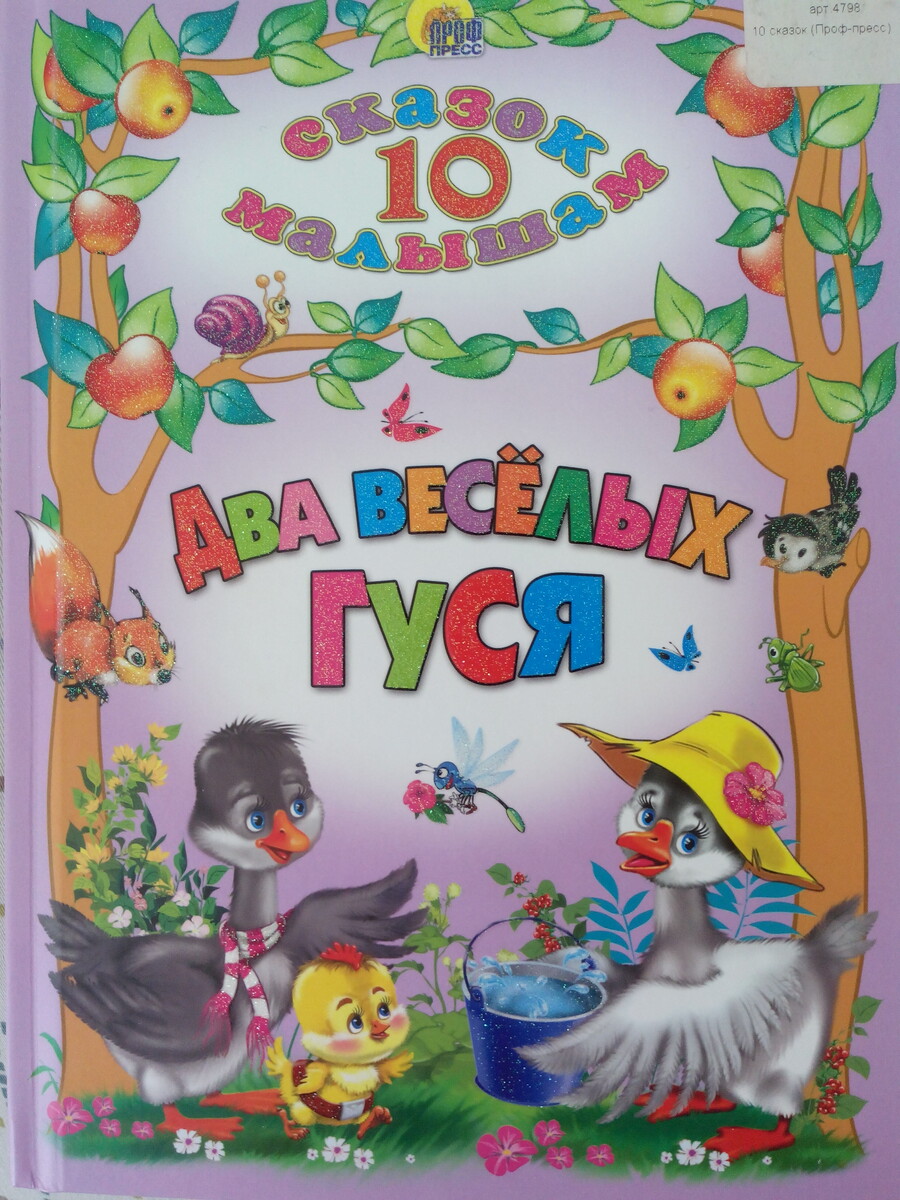 арт 4798
10 сказок (Проф-пресс)
ПРОФ
ПРЕСС
10 сказок
малышам
ДВА ВЕСЁЛЫХ
ГУСЯ